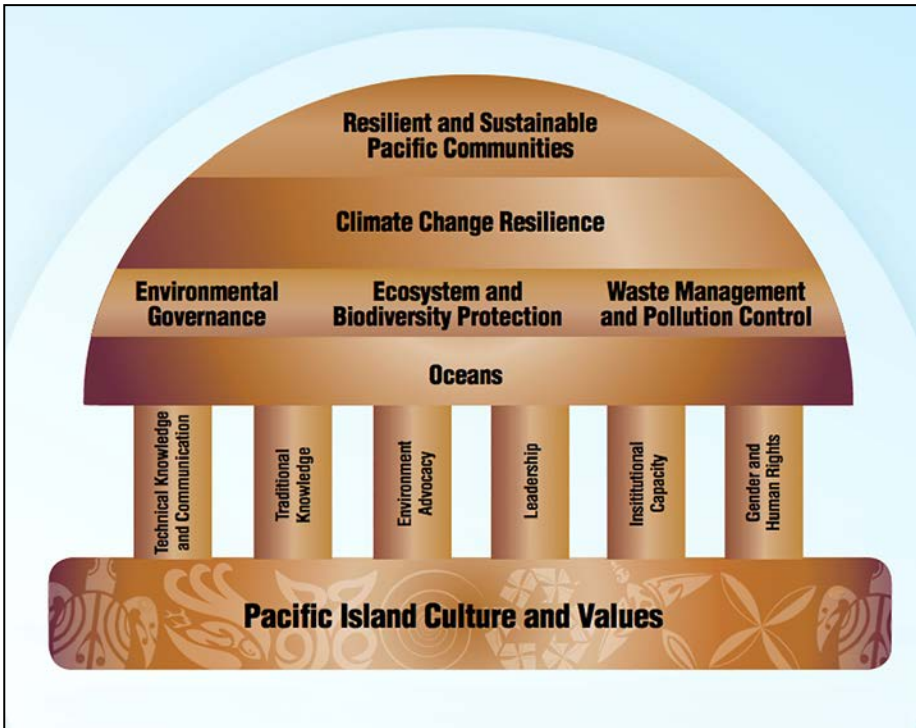 Resilient and Sustainable
Pacific Communities
Climate Change Resilience
Environmental
Governance
Ecosystem and
Biodiversity Protection
Waste Management
and Pollution Control
Oceans
Technical Knowledge
and Communication
Traditional
Knowledge
Environment
Advocacy
Leadership
Insititutional
Capacity
Gender and
Human Rights
Pacific Island Culture and Values